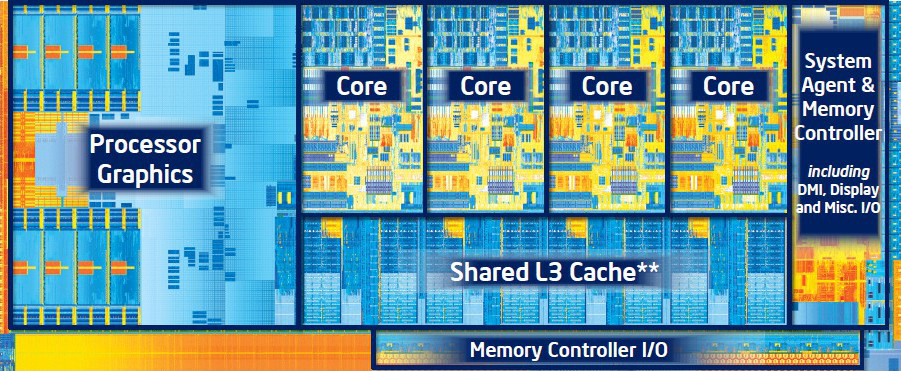 Processor
Graphics
Core
Core
Core
Core
System
Agent &
Memory
Controller
including
DMI, Display
and Misc. I/O
Shared L3 Cache**
Memory Controller I/O